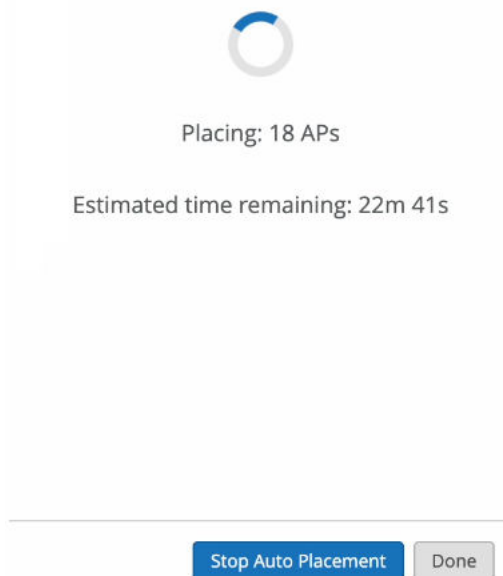 Placing: 18 APs
Estimated time remaining: 22m 41s
Stop Auto Placement
Done